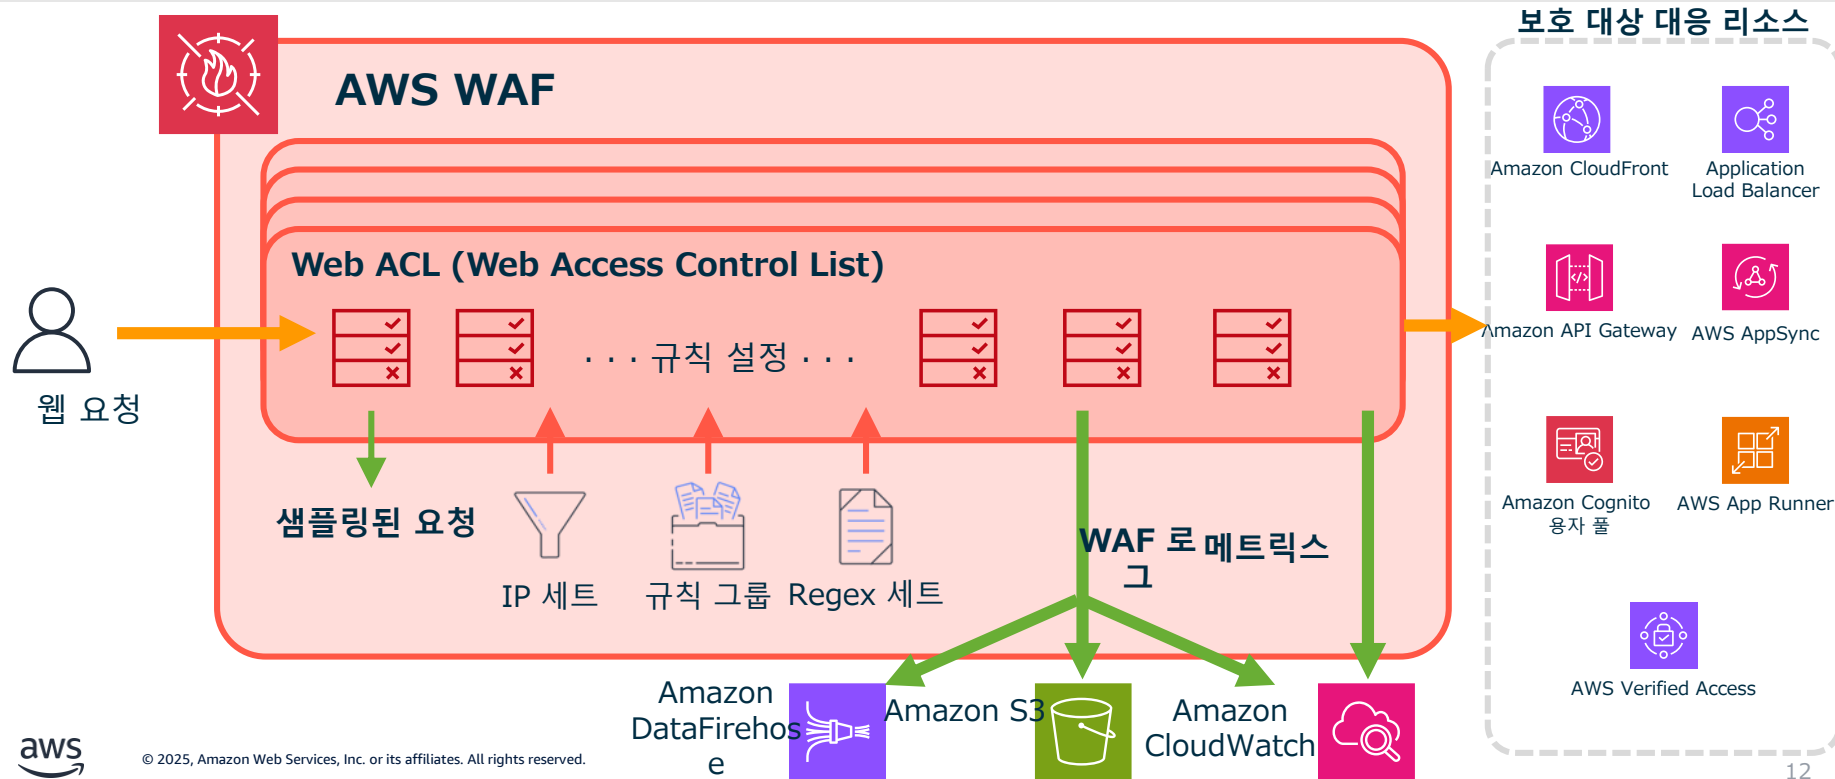 보호 대상 대응 리소스
AWS WAF
Amazon CloudFront
Application
Load Balancer
Web ACL (Web Access Control List)
· · · 규칙 설정 · · ·
Amazon API Gateway
AWS AppSync
웹 요청
샘플링된 요청
IP 세트
규칙 그룹
Regex 세트
WAF 로
그
메트릭스
Amazon Cognito
용자 풀
AWS App Runner
AWS Verified Access
Amazon
DataFirehos
e
Amazon S3
Amazon
CloudWatch
aws
© 2025, Amazon Web Services, Inc. or its affiliates. All rights reserved.
12